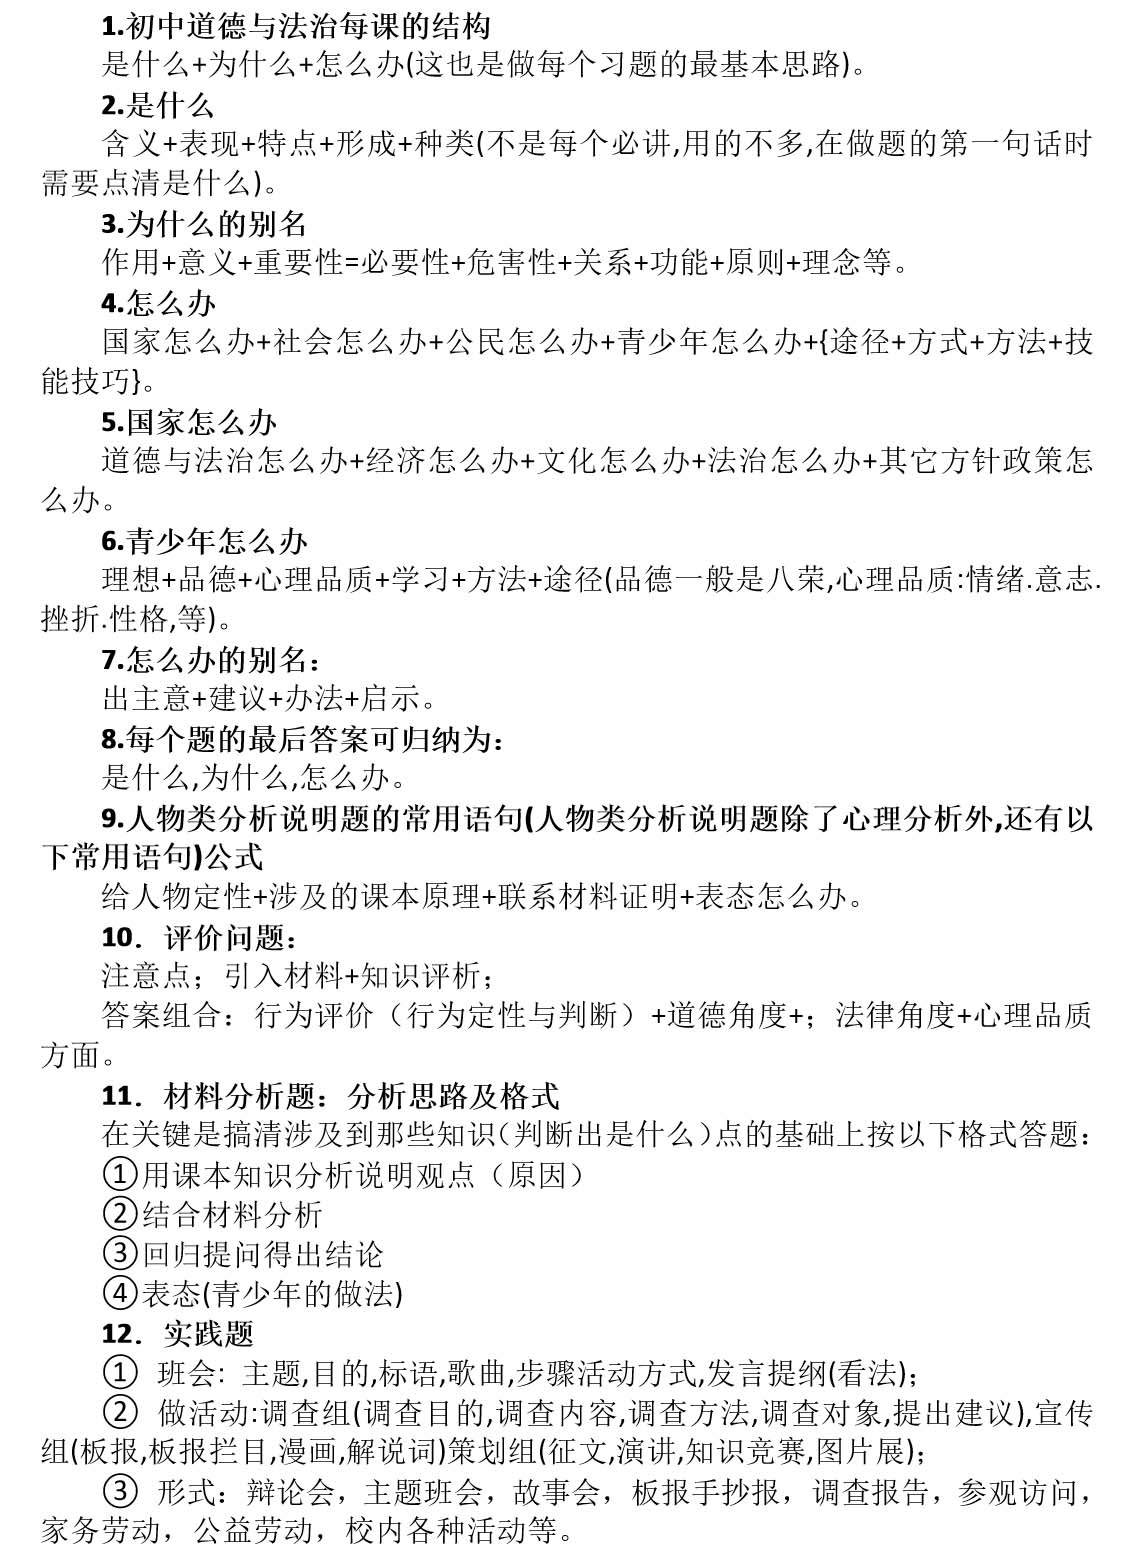 1.初中道德与法治每课的结构
是什么+为什么+怎么办(这也是做每个习题的最基本思路)。
2.是什么
含义+表现+特点+形成+种类(不是每个必讲,用的不多,在做题的第一句话时
需要点清是什么)。
3.为什么的别名
作用+意义+重要性=必要性+危害性+关系+功能+原则+理念等。
4.怎么办
国家怎么办+社会怎么办+公民怎么办+青少年怎么办+{途径+方式+方法+技
能技巧}。
5.国家怎么办
道德与法治怎么办+经济怎么办+文化怎么办+法治怎么办+其它方针政策怎
么办。
6.青少年怎么办
理想+品德+心理品质+学习+方法+途径(品德一般是八荣,心理品质:情绪.意志.
挫折.性格,等)。
7.怎么办的别名：
出主意+建议+办法+启示。
8.每个题的最后答案可归纳为：
是什么,为什么,怎么办。
9.人物类分析说明题的常用语句(人物类分析说明题除了心理分析外,还有以
下常用语句)公式
给人物定性+涉及的课本原理+联系材料证明+表态怎么办。
10．评价问题：
注意点；引入材料+知识评析；
答案组合：行为评价（行为定性与判断）+道德角度+；法律角度+心理品质
方面。
11．材料分析题：分析思路及格式
在关键是搞清涉及到那些知识（判断出是什么）点的基础上按以下格式答题：
①用课本知识分析说明观点（原因）
②结合材料分析
③回归提问得出结论
④表态(青少年的做法)
12．实践题
① 班会: 主题,目的,标语,歌曲,步骤活动方式,发言提纲(看法)；
② 做活动:调查组(调查目的,调查内容,调查方法,调查对象,提出建议),宣传
组(板报,板报拦目,漫画,解说词)策划组(征文,演讲,知识竞赛,图片展)；
③ 形式：辩论会，主题班会，故事会，板报手抄报，调查报告，参观访问，
家务劳动，公益劳动，校内各种活动等。